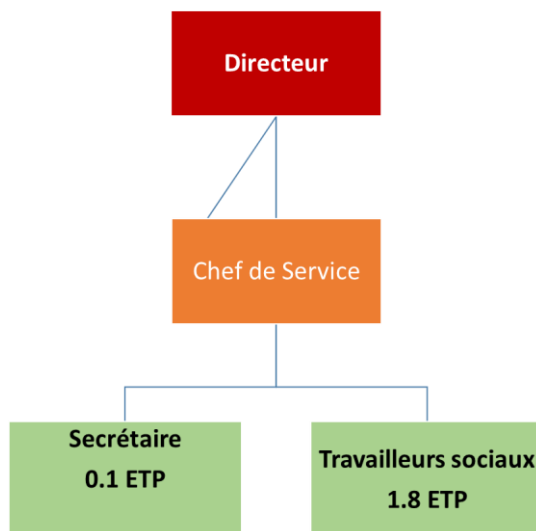 Directeur
Chef de Service
Secrétaire
0.1 ETP
Travailleurs sociaux
1.8 ETP